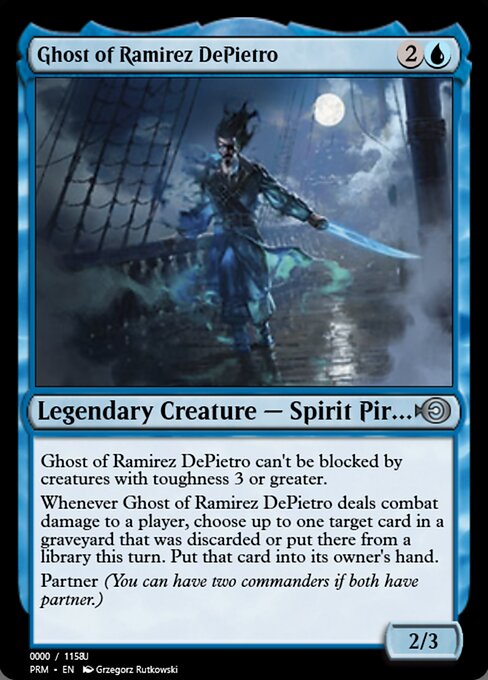 Ghost of Ramirez DePietro 2
Legendary Creature — Spirit Pir...
Ghost of Ramirez DePietro can't be blocked by
creatures with toughness 3 or greater.
Whenever Ghost of Ramirez DePietro deals combat
damage to a player, choose up to one target card in a
graveyard that was discarded or put there from a
library this turn. Put that card into its owner's hand.
Partner (You can have two commanders if both have
partner.)
2/3
0000 / 1158U
PRM • EN Grzegorz Rutkowski